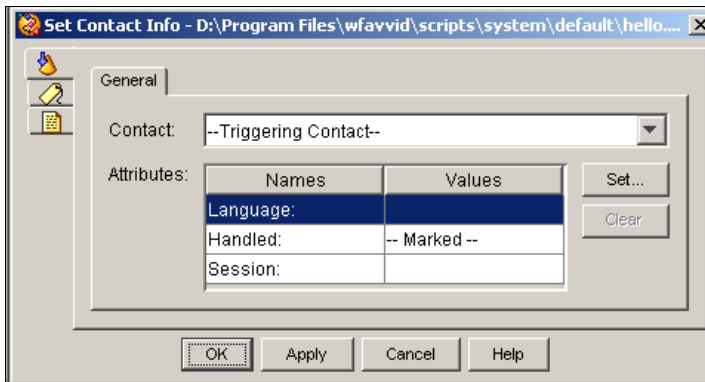 Set Contact Info - D:\Program Files\wfavvid\scripts\system\default\hello....
General
Contact: --Triggering Contact--
Attributes: Names Values Set...
Language: Clear
Handled: -- Marked --
Session:
OK Apply Cancel Help